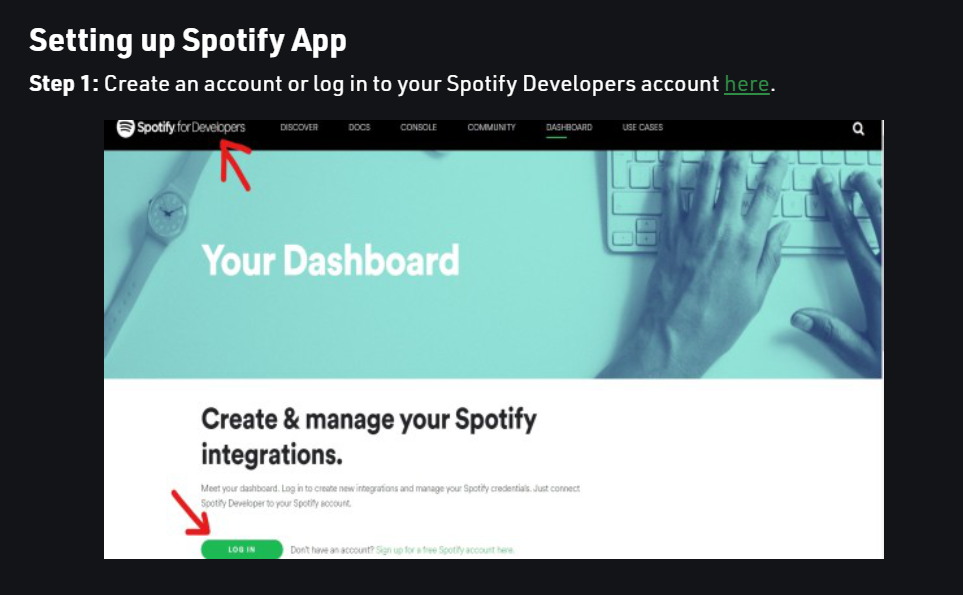 Setting up Spotify App
Step 1: Create an account or log in to your Spotify Developers account here.
Spotify for Developers DISCOVER DOCS CONSOLE COMMUNITY DASHBOARD USE CASES
Your Dashboard
Create & manage your Spotify
integrations.
Meet your dashboard. Log in to create new integrations and manage your Spotify credentials. Just connect
Spotify Developer to your Spotify account.
LOG IN Don't have an account? Sign up for a free Spotify account here.